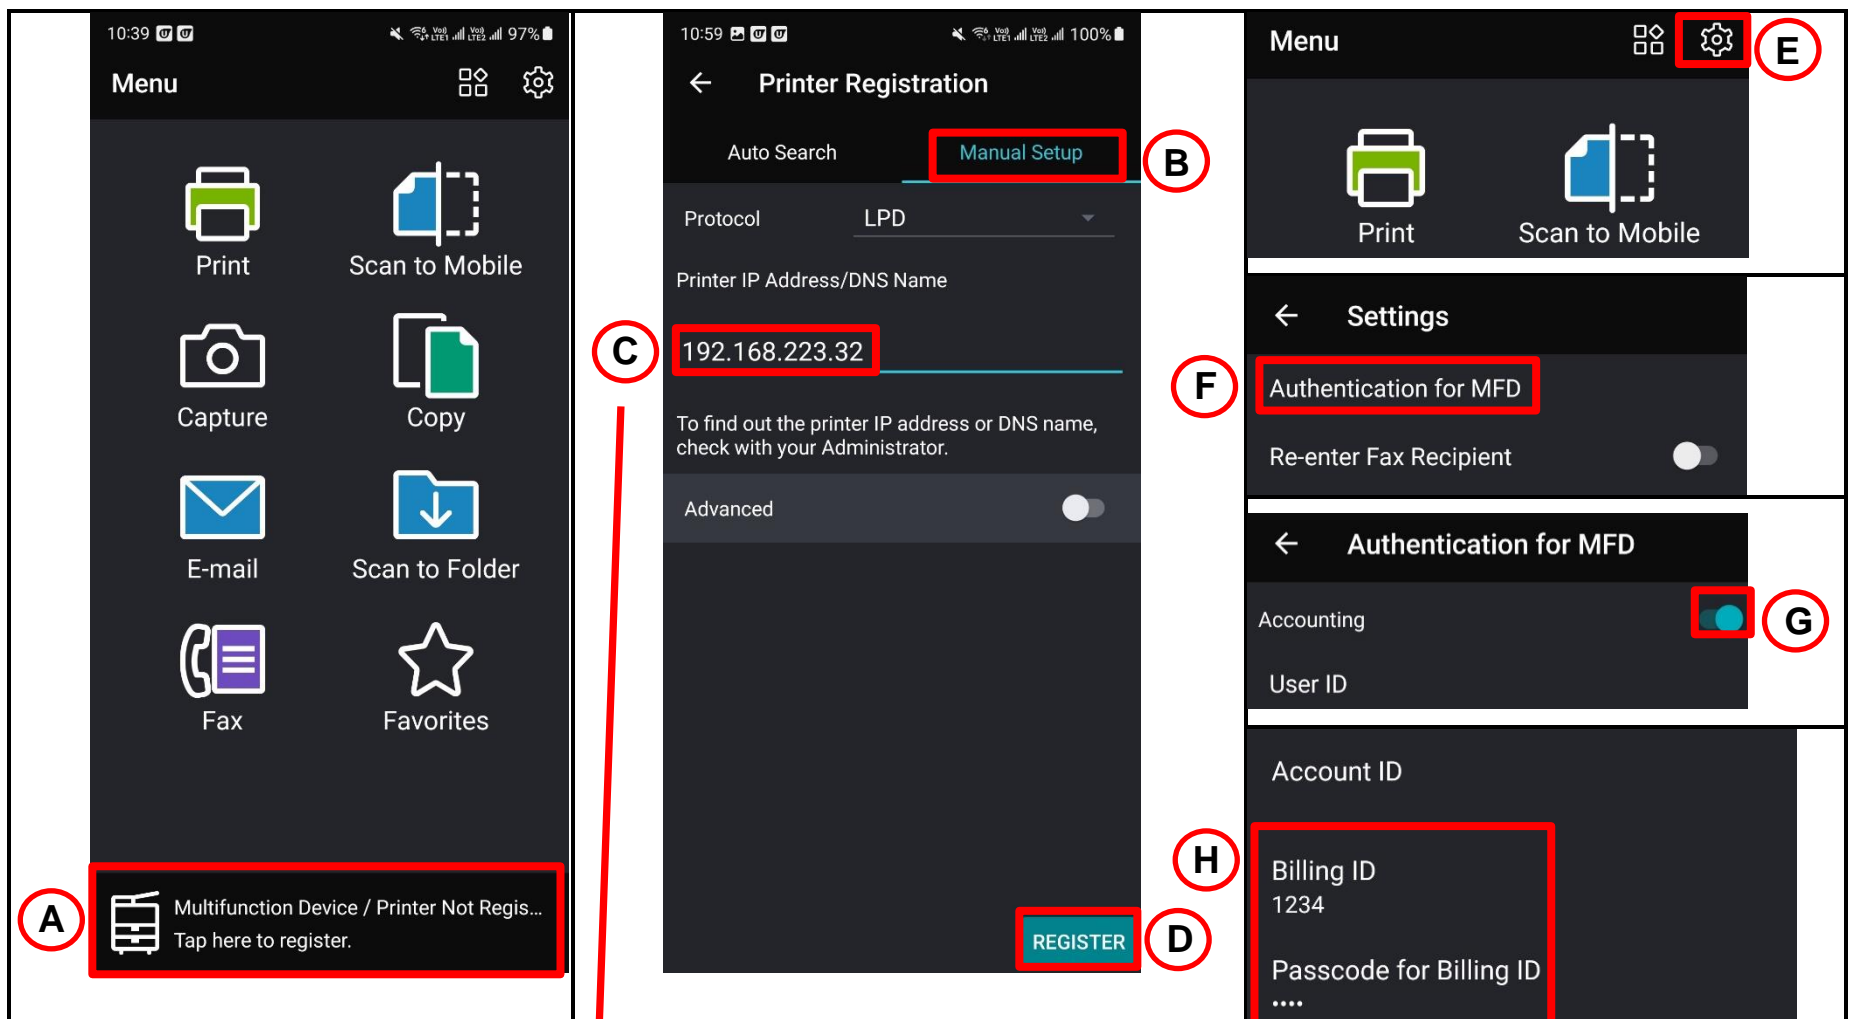 10:39 97%
Menu
Print Scan to Mobile
Capture Copy
E-mail Scan to Folder
Fax Favorites
A
Multifunction Device / Printer Not Regis...
Tap here to register.
10:59 100%
Printer Registration
Auto Search Manual Setup
B
Protocol LPD
Printer IP Address/DNS Name
C
192.168.223.32
To find out the printer IP address or DNS name,
check with your Administrator.
Advanced
REGISTER
D
Menu
E
Print Scan to Mobile
Settings
F
Authentication for MFD
Re-enter Fax Recipient
Authentication for MFD
Accounting
G
User ID
Account ID
H
Billing ID
1234
Passcode for Billing ID
••••